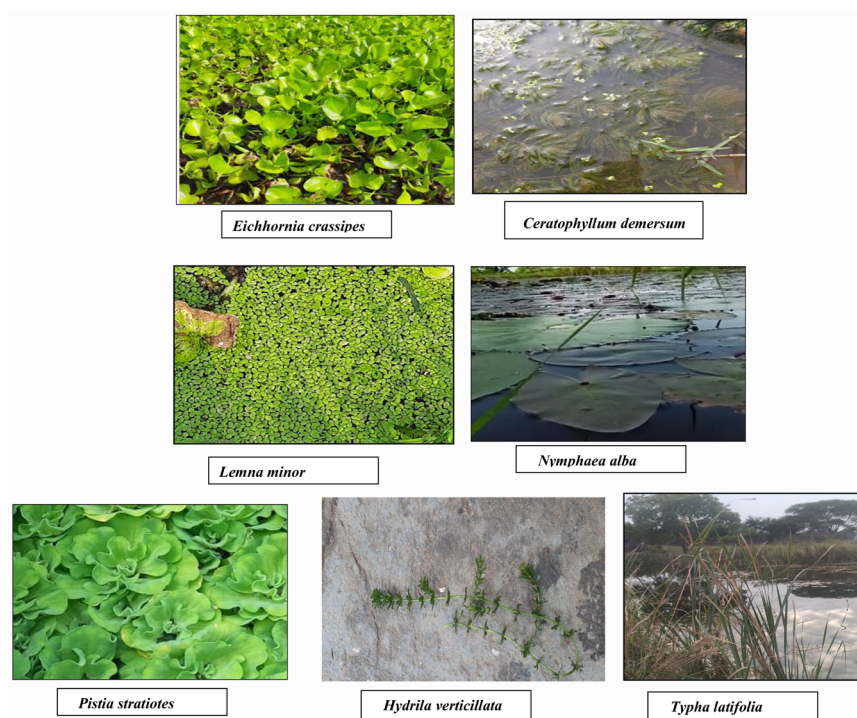 Eichhornia crassipes
Ceratophyllum demersum
Lemna minor
Nymphaea alba
Pistia stratiotes
Hydrila verticillata
Typha latifolia